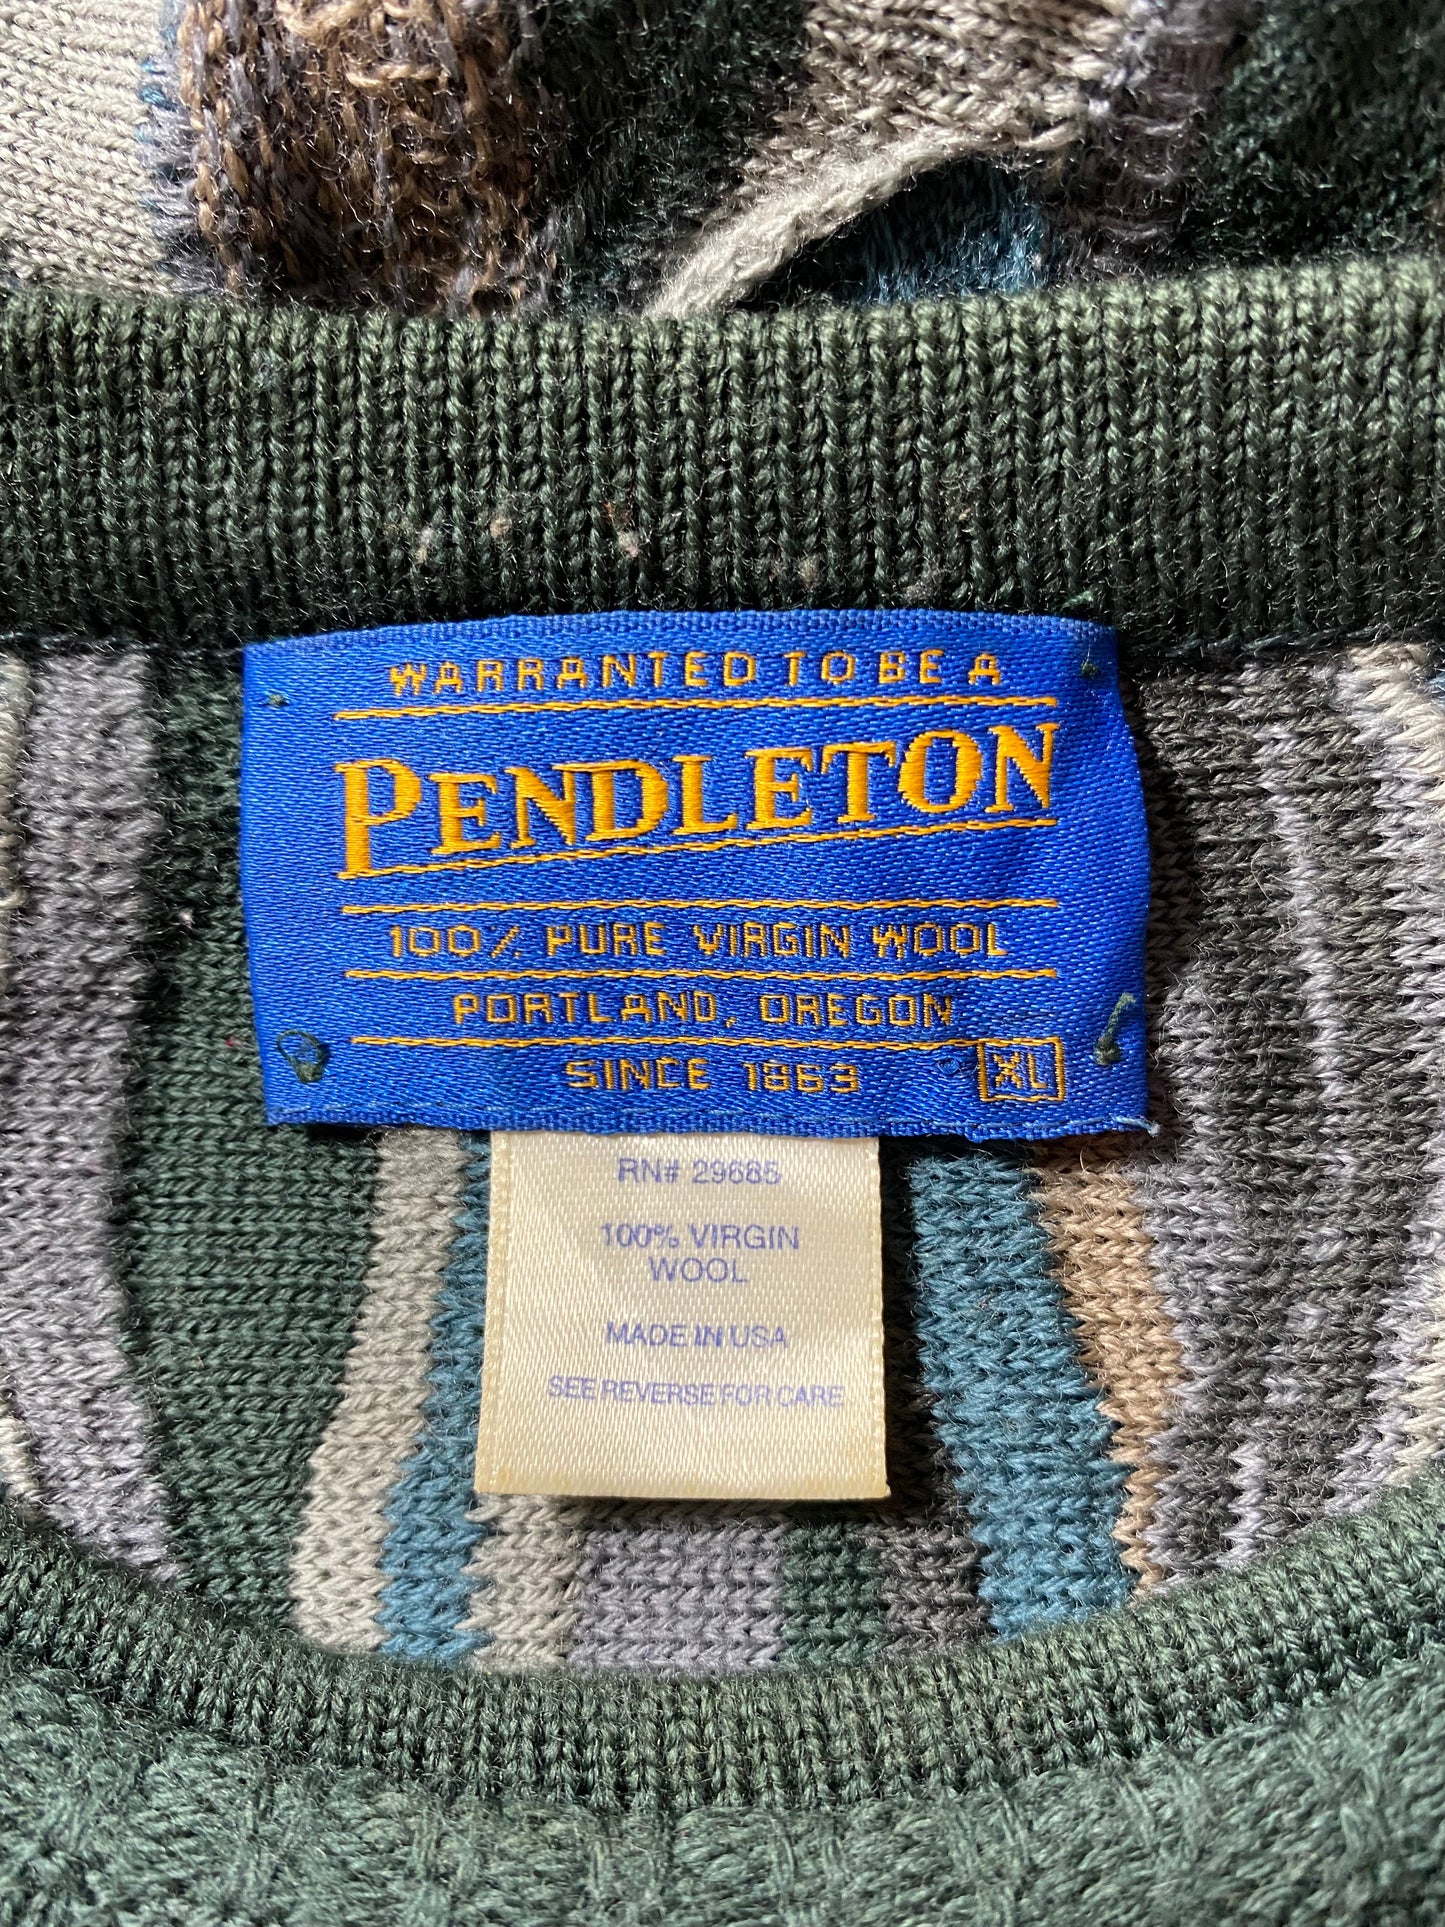 WARRANTED TO BE A
PENDLETON
100% PURE VIRGIN WOOL
PORTLAND, OREGON
SINCE 1863
XL
RN# 29685
100% VIRGIN
WOOL
MADE IN USA
SEE REVERSE FOR CARE